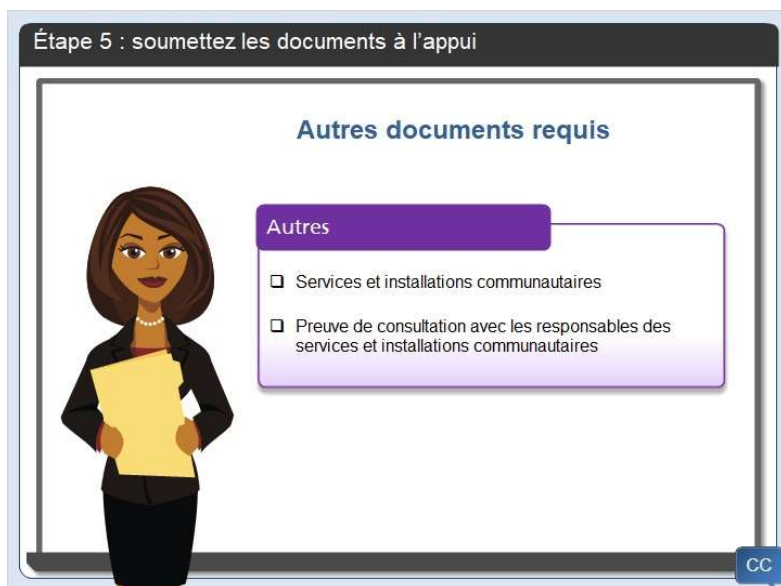 Étape 5 : soumettez les documents à l'appui
Autres documents requis
Autres
Services et installations communautaires
Preuve de consultation avec les responsables des
services et installations communautaires
CC